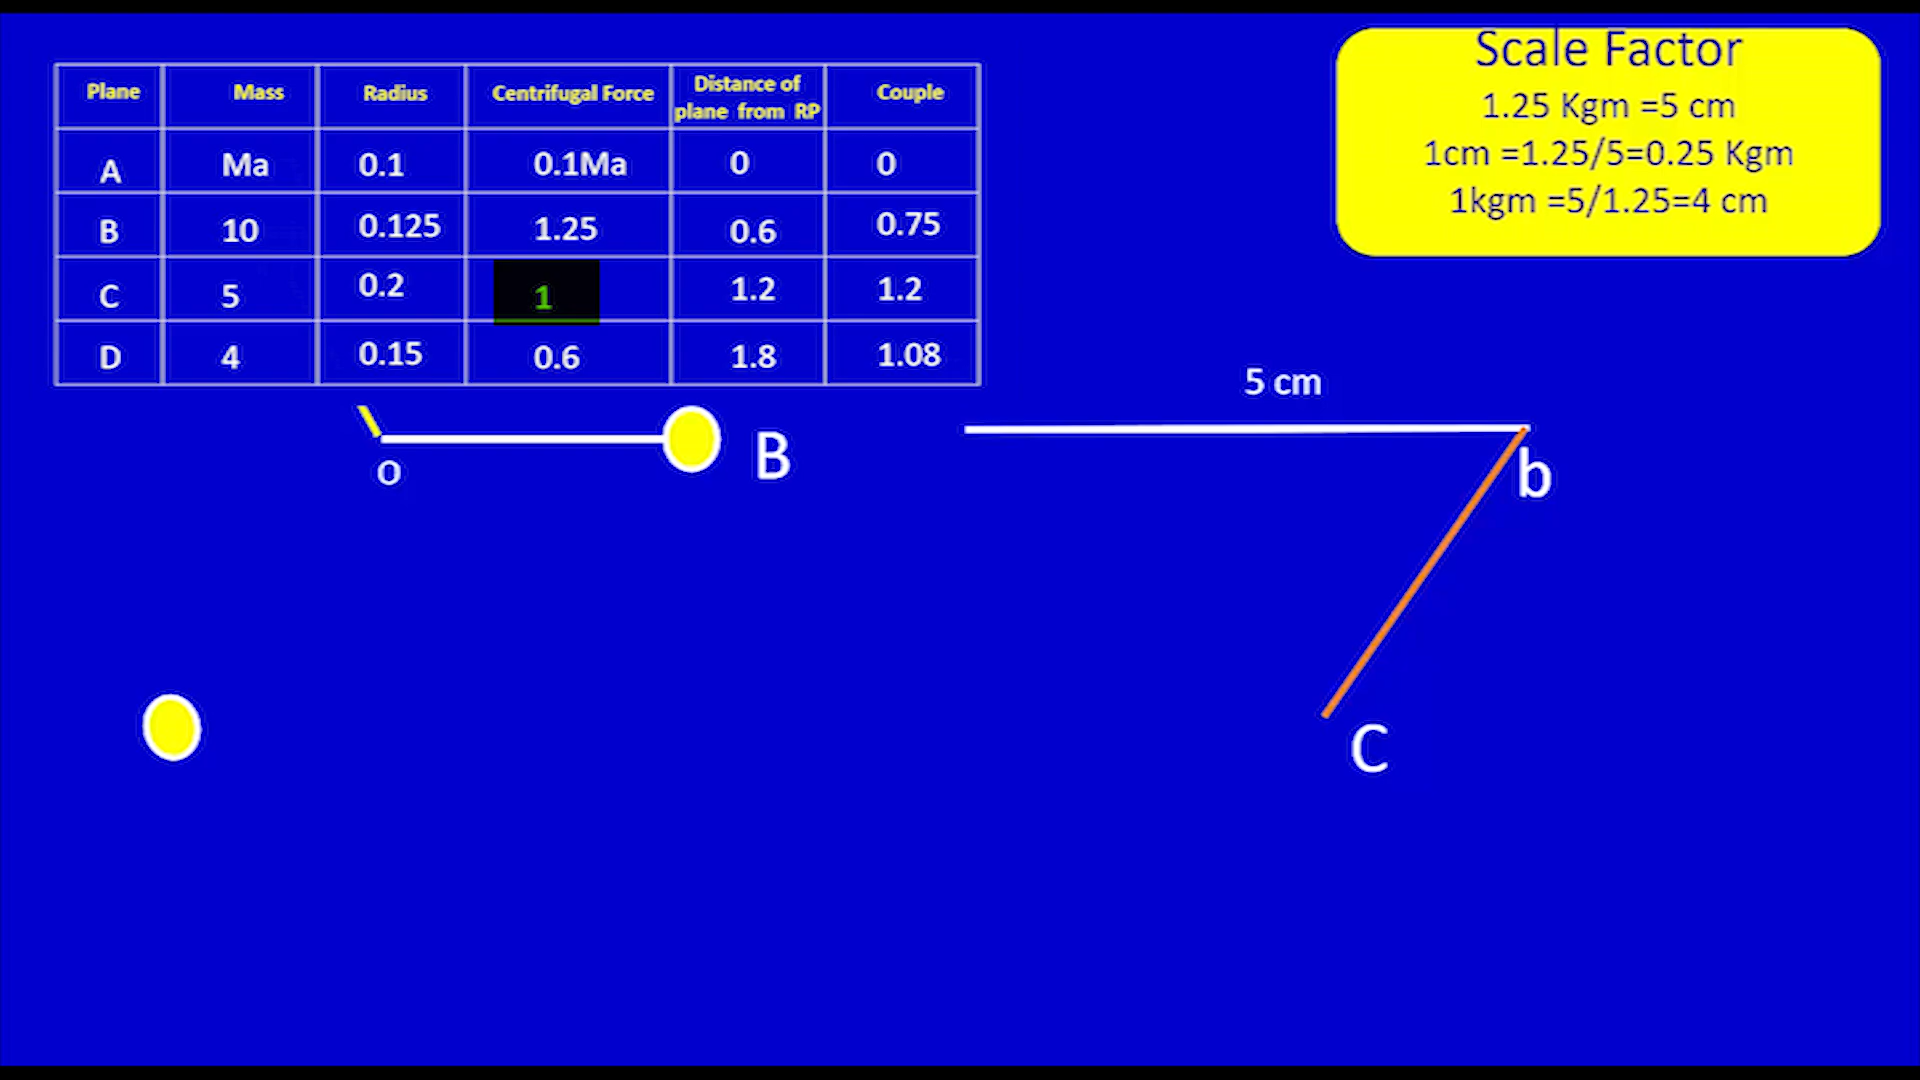 Scale Factor
1.25 Kgm =5 cm
1cm =1.25/5=0.25 Kgm
1kgm =5/1.25=4 cm
Plane Mass Radius Centrifugal Force Distance of plane from RP Couple
A Ma 0.1 0.1Ma 0 0
B 10 0.125 1.25 0.6 0.75
C 5 0.2 1 1.2 1.2
D 4 0.15 0.6 1.8 1.08
5 cm
o B b
C